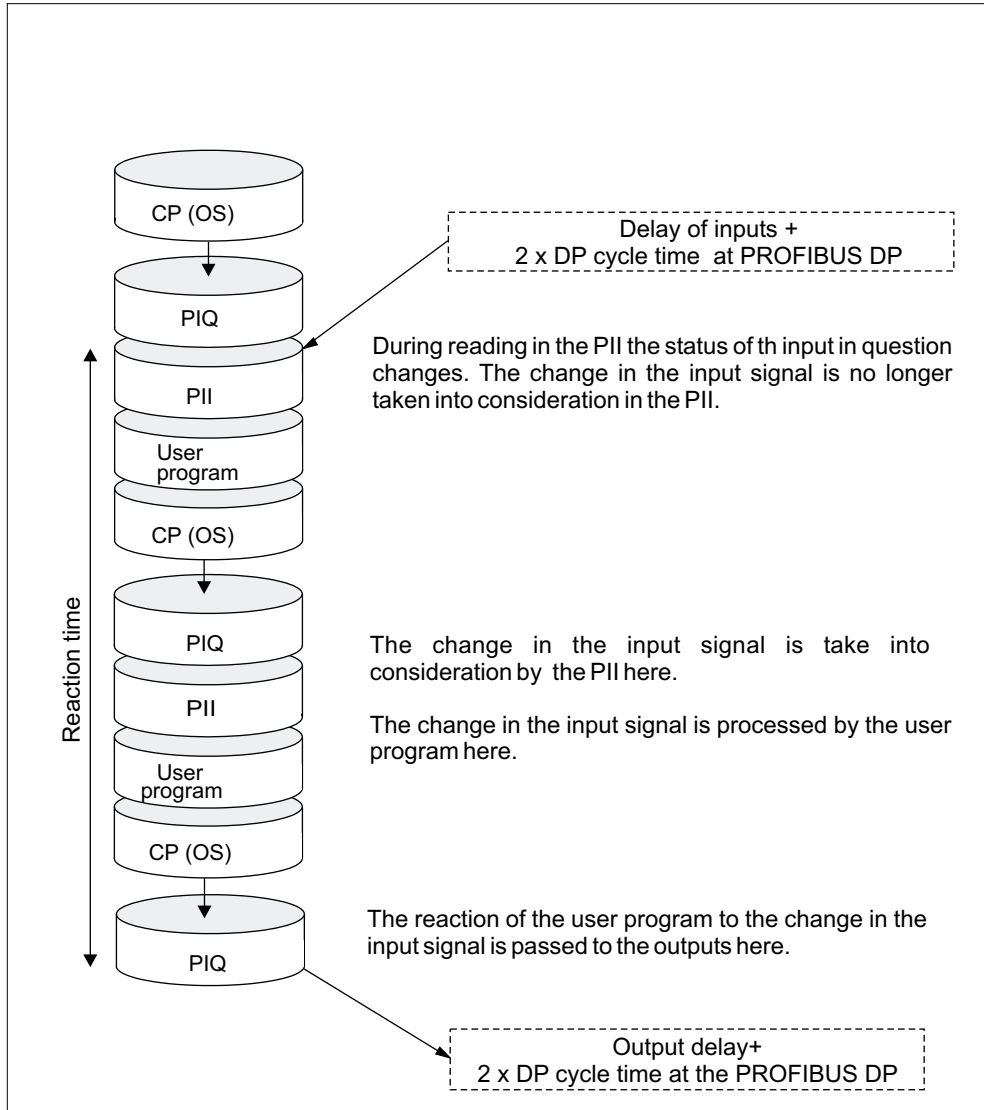 CP (OS)
Delay of inputs +
2 x DP cycle time at PROFIBUS DP
PIQ
During reading in the PII the status of th input in question
changes. The change in the input signal is no longer
taken into consideration in the PII.
PII
User
program
CP (OS)
Reaction time
PIQ
The change in the input signal is take into
consideration by the PII here.
PII
The change in the input signal is processed by the user
program here.
User
program
CP (OS)
The reaction of the user program to the change in the
input signal is passed to the outputs here.
PIQ
Output delay+
2 x DP cycle time at the PROFIBUS DP